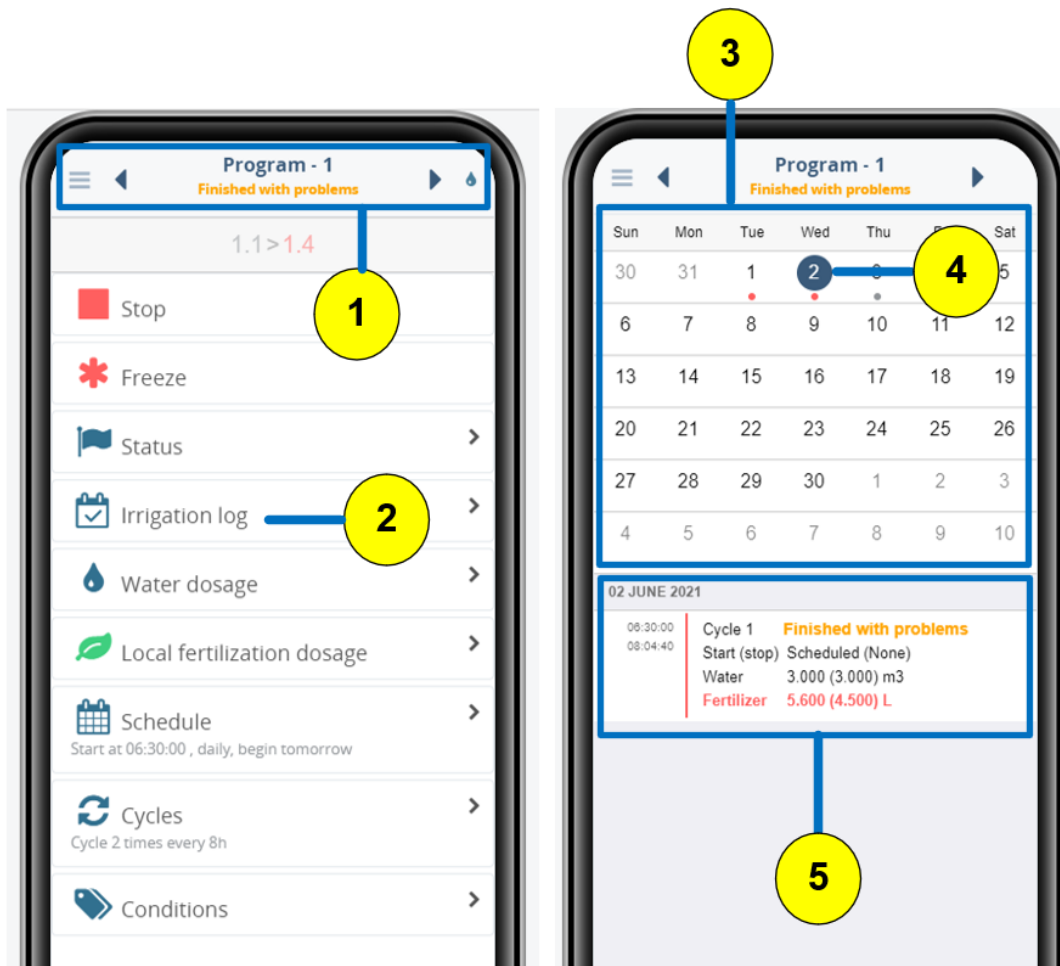 3
Program - 1
Finished with problems
1.1 > 1.4
1
Stop
Freeze
Status
Irrigation log
2
Water dosage
Local fertilization dosage
Schedule
Start at 06:30:00 , daily, begin tomorrow
Cycles
Cycle 2 times every 8h
Conditions
Program - 1
Finished with problems
Sun Mon Tue Wed Thu Sat
30 31 1 2 4 5
6 7 8 9 10 11 12
13 14 15 16 17 18 19
20 21 22 23 24 25 26
27 28 29 30 1 2 3
4 5 6 7 8 9 10
02 JUNE 2021
06:30:00 Cycle 1 Finished with problems
08:04:40 Start (stop) Scheduled (None)
Water 3.000 (3.000) m3
Fertilizer 5.600 (4.500) L
5